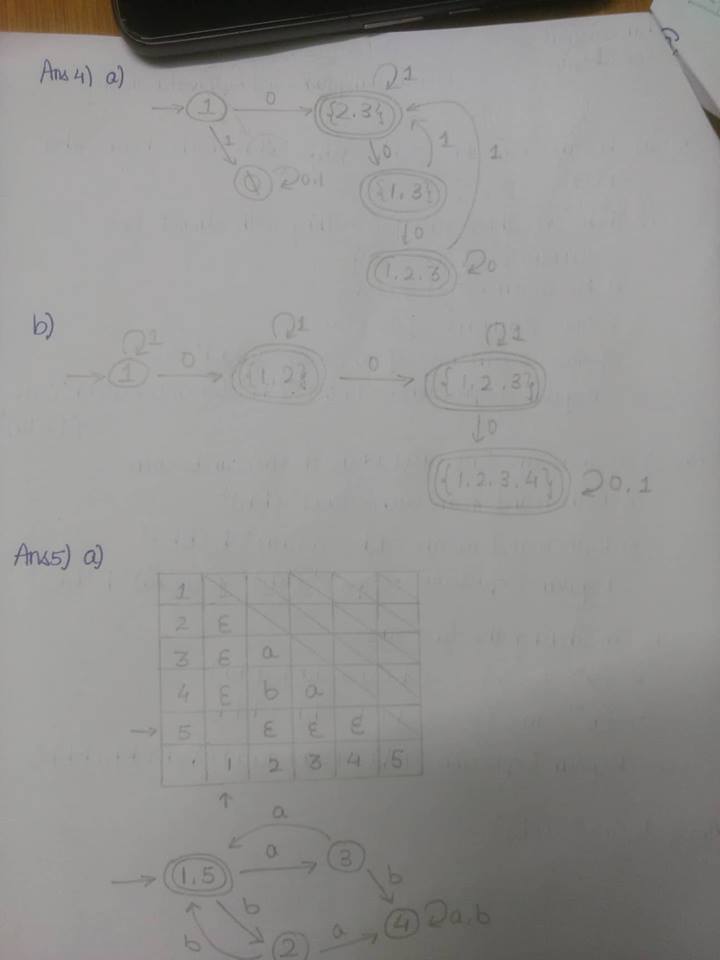 Ans 4) a)
1
1 0 {2.3}
1 0 1 1
φ 0.1 {1,3}
0
1.2.3 0
b)
1 1 1
1 0 {1,2} 0 {1,2,3}
0
{1.2.3.4} 0.1
Ans5) a)
1
2 ε
3 ε a
4 ε b a
5 ε ε ε
. 1 2 3 4 5
a
1.5 a 3
b b
b 2 a 4 a,b